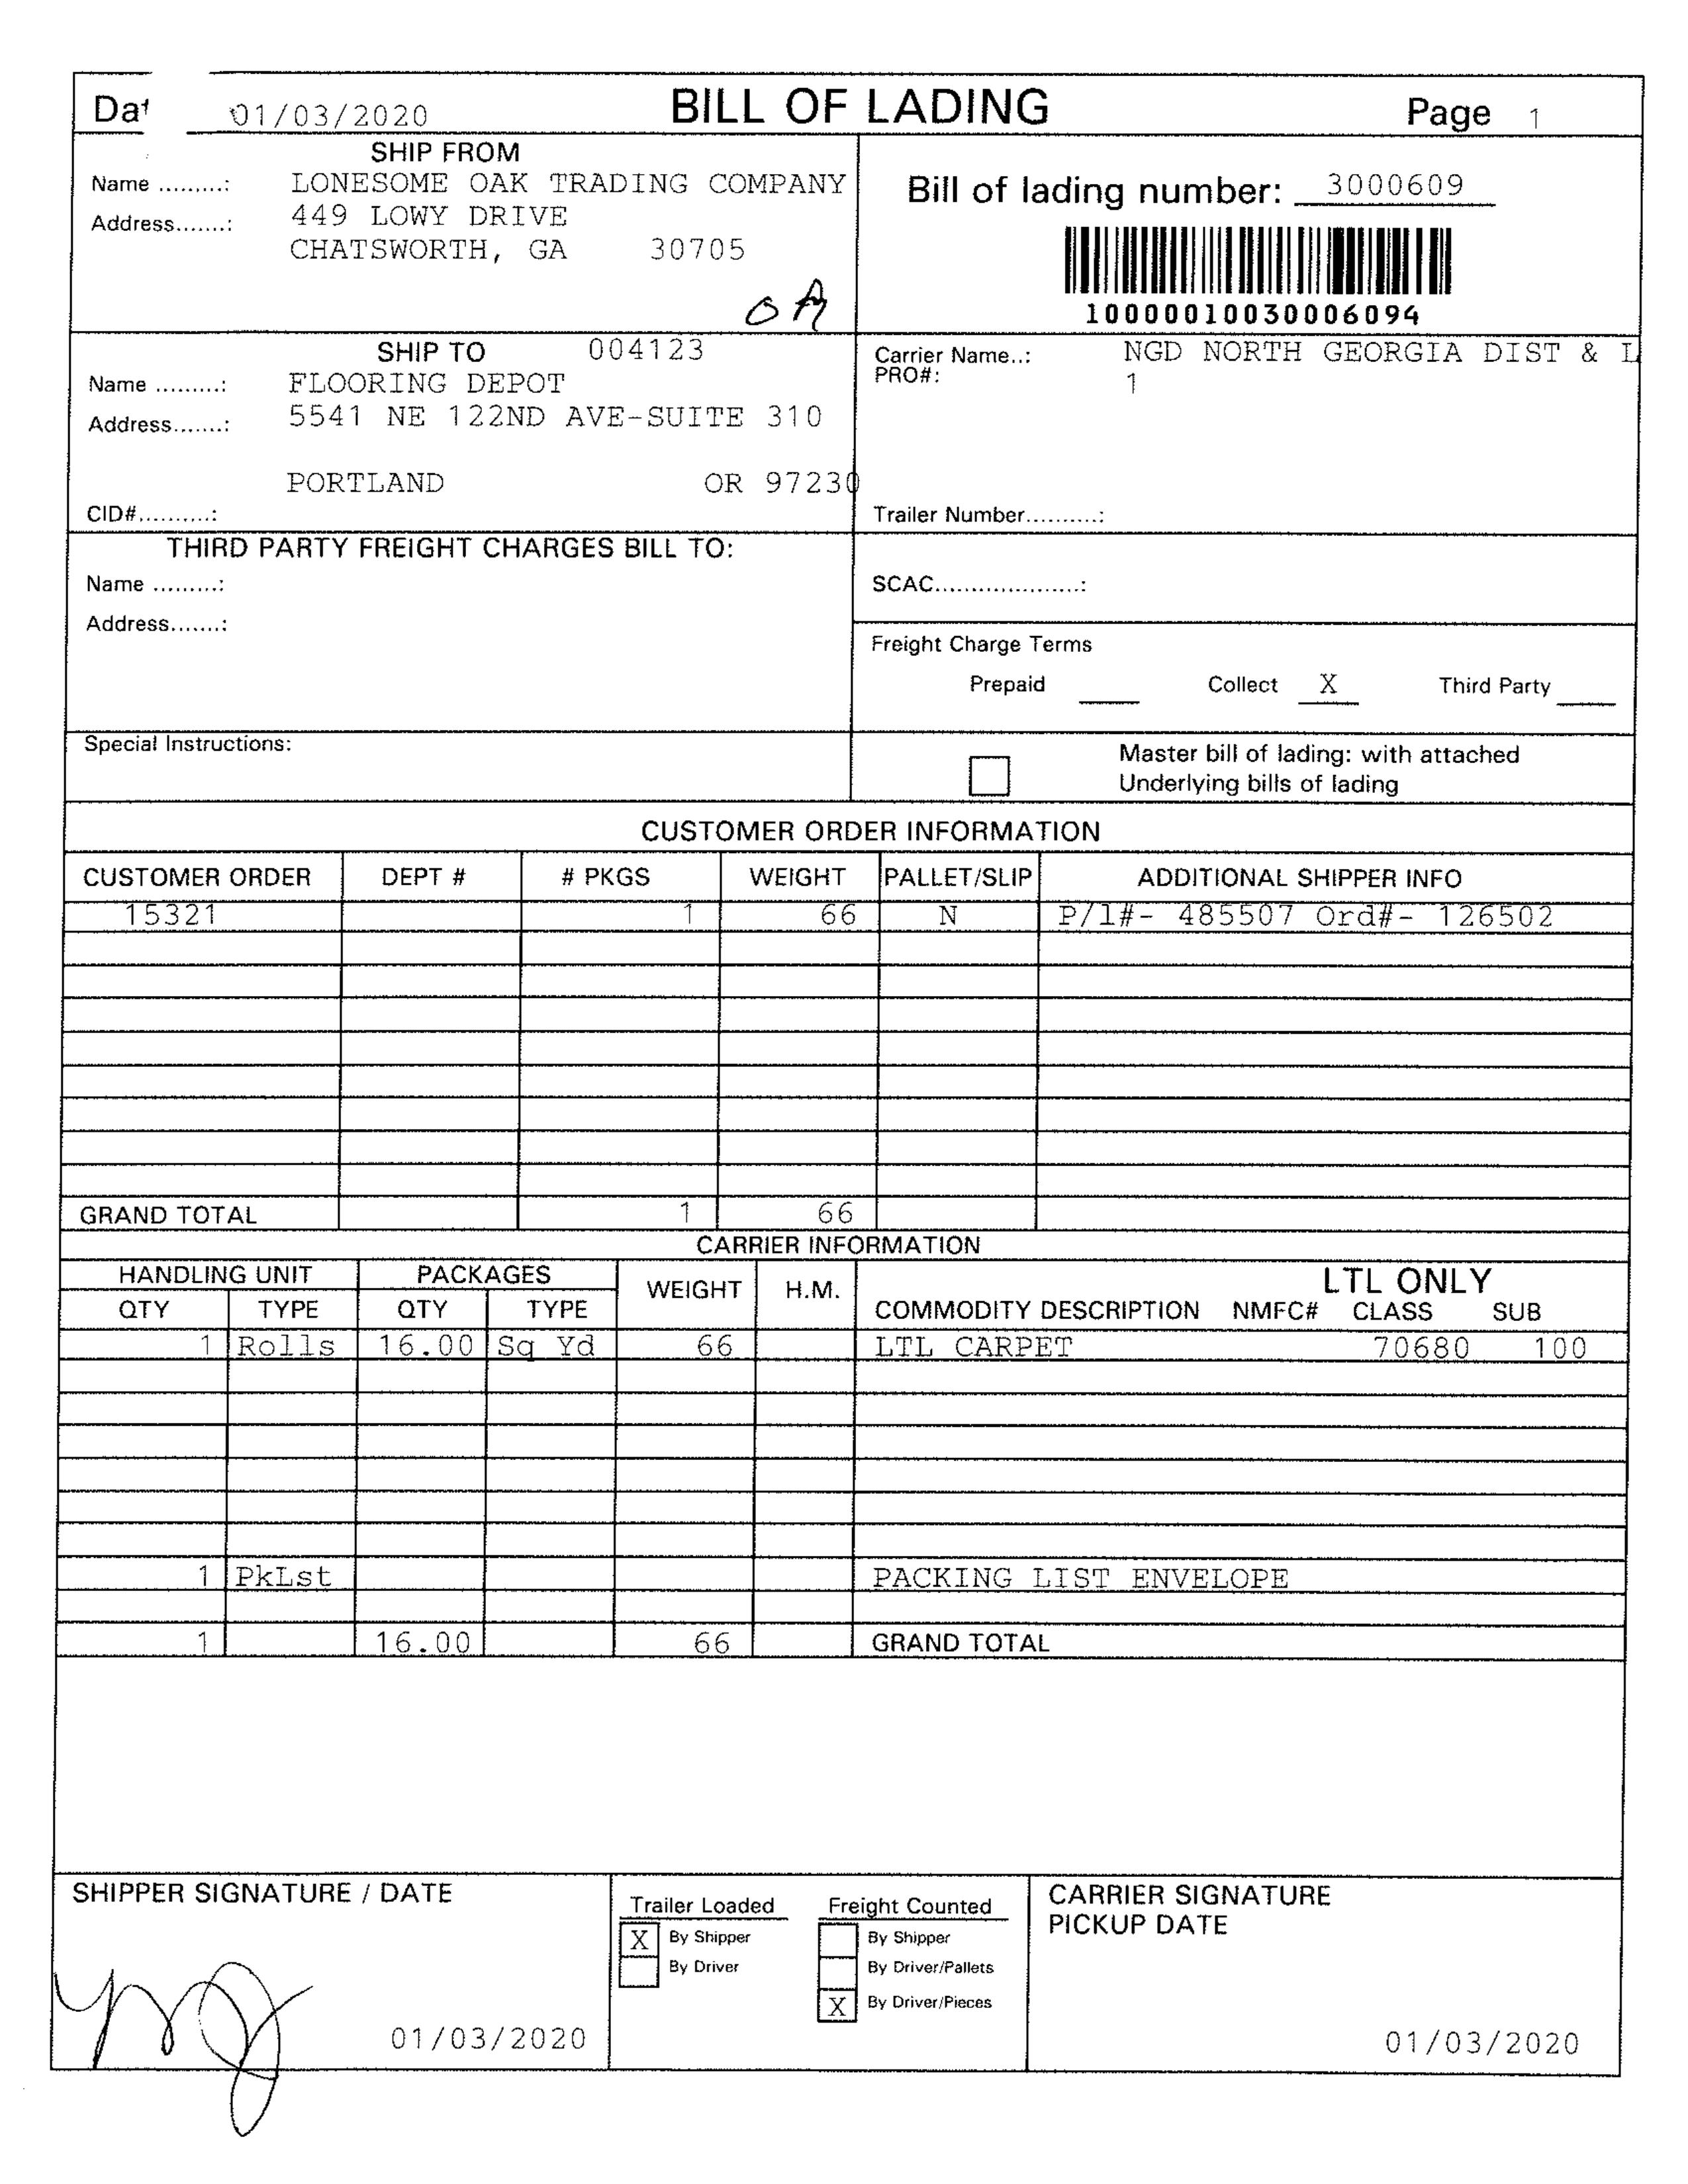 Dat 01/03/2020 BILL OF LADING Page 1
SHIP FROM
Name .........: LONESOME OAK TRADING COMPANY
Address.......: 449 LOWY DRIVE
CHATSWORTH, GA 30705
Bill of lading number: 3000609
10000010030006094
SHIP TO 004123
Name .........: FLOORING DEPOT
Address.......: 5541 NE 122ND AVE-SUITE 310
PORTLAND OR 97230
CID#..........:
Carrier Name..: NGD NORTH GEORGIA DIST & L
PRO#: 1
Trailer Number..........:
THIRD PARTY FREIGHT CHARGES BILL TO:
Name .........:
Address.......:
SCAC....................:
Freight Charge Terms
Prepaid Collect X Third Party
Special Instructions:
Master bill of lading: with attached
Underlying bills of lading
CUSTOMER ORDER INFORMATION
CUSTOMER ORDER DEPT # # PKGS WEIGHT PALLET/SLIP ADDITIONAL SHIPPER INFO
15321 1 66 N P/l#- 485507 Ord#- 126502
GRAND TOTAL 1 66
CARRIER INFORMATION
HANDLING UNIT PACKAGES WEIGHT H.M. LTL ONLY
QTY TYPE QTY TYPE COMMODITY DESCRIPTION NMFC# CLASS SUB
1 Rolls 16.00 Sq Yd 66 LTL CARPET 70680 100
1 PkLst PACKING LIST ENVELOPE
1 16.00 66 GRAND TOTAL
SHIPPER SIGNATURE / DATE
01/03/2020
Trailer Loaded
X By Shipper
By Driver
Freight Counted
By Shipper
By Driver/Pallets
X By Driver/Pieces
CARRIER SIGNATURE
PICKUP DATE
01/03/2020